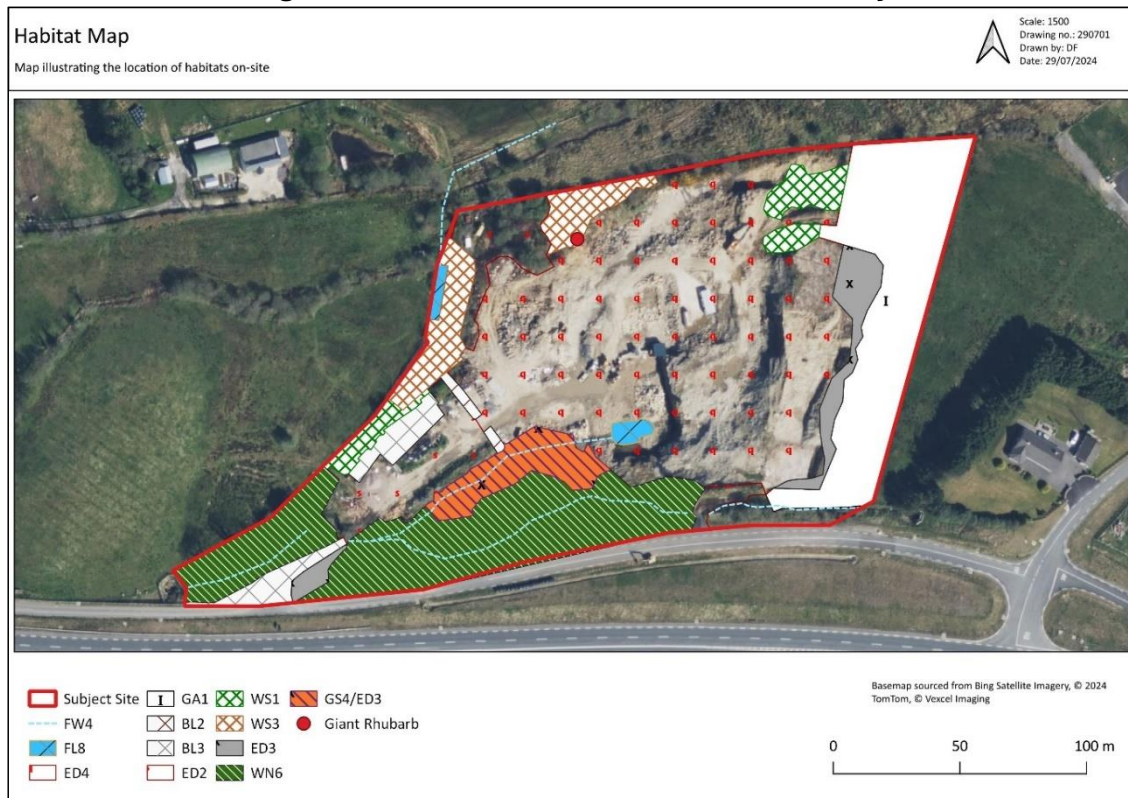 Habitat Map
Map illustrating the location of habitats on-site
Scale: 1500
Drawing no.: 290701
Drawn by: DF
Date: 29/07/2024
I
x
x
x
x
x
s
s
s
Subject Site
FW4
FL8
ED4
I GA1
BL2
BL3
ED2
WS1
WS3
ED3
WN6
GS4/ED3
Giant Rhubarb
Basemap sourced from Bing Satellite Imagery, © 2024
TomTom, © Vexcel Imaging
0 50 100 m